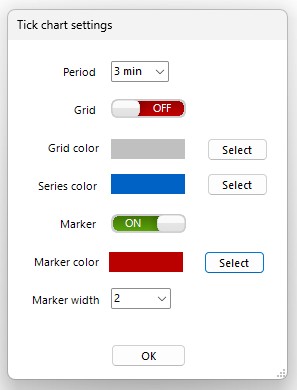 Tick chart settings
Period 3 min
Grid OFF
Grid color Select
Series color Select
Marker ON
Marker color Select
Marker width 2
OK